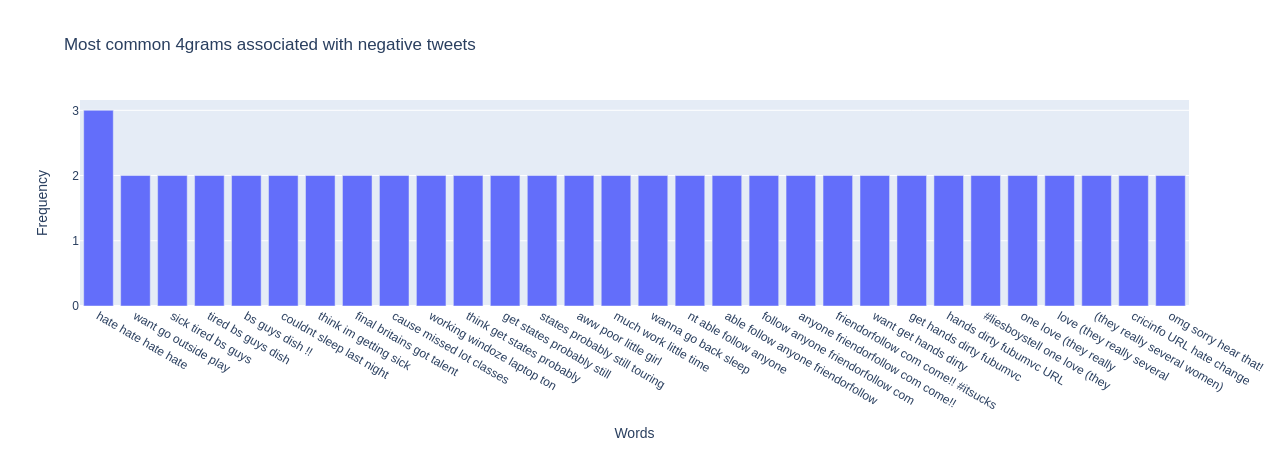 Most common 4grams associated with negative tweets
Frequency
3
2
1
0
hate hate hate hate
want go outside play
sick tired bs guys
tired bs guys dish
bs guys dish !!
couldnt sleep last night
think im getting sick
final britains got talent
cause missed lot classes
working windoze laptop ton
think get states probably
get states probably still
states probably still touring
aww poor little girl
much work little time
wanna go back sleep
nt able follow anyone
able follow anyone friendorfollow
follow anyone friendorfollow com
anyone friendorfollow com come!!
friendorfollow com come!! #itsucks
want get hands dirty
get hands dirty fubumvc
hands dirty fubumvc URL
#liesboystell one love (they
one love (they really
love (they really several
(they really several women)
cricinfo URL hate change
omg sorry hear that!
Words